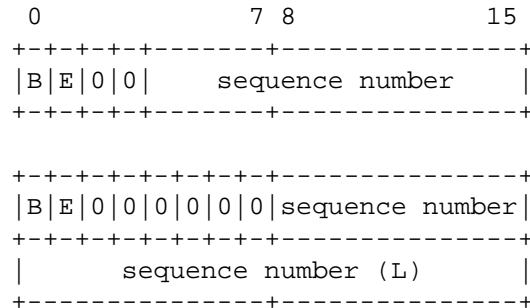 0             7 8            15
+-+-+-+-+-------+---------------+
|B|E|0|0|    sequence number    |
+-+-+-+-+-------+---------------+
+-+-+-+-+-+-+-+-+---------------+
|B|E|0|0|0|0|0|0|sequence number|
+-+-+-+-+-+-+-+-+---------------+
|      sequence number (L)      |
+---------------+---------------+